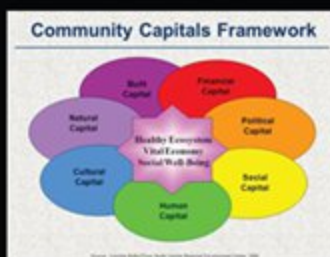 Community Capitals Framework
Built
Capital
Financial
Capital
Natural
Capital
Political
Capital
Healthy Ecosystem
Vital Economy
Social Well-Being
Cultural
Capital
Social
Capital
Human
Capital